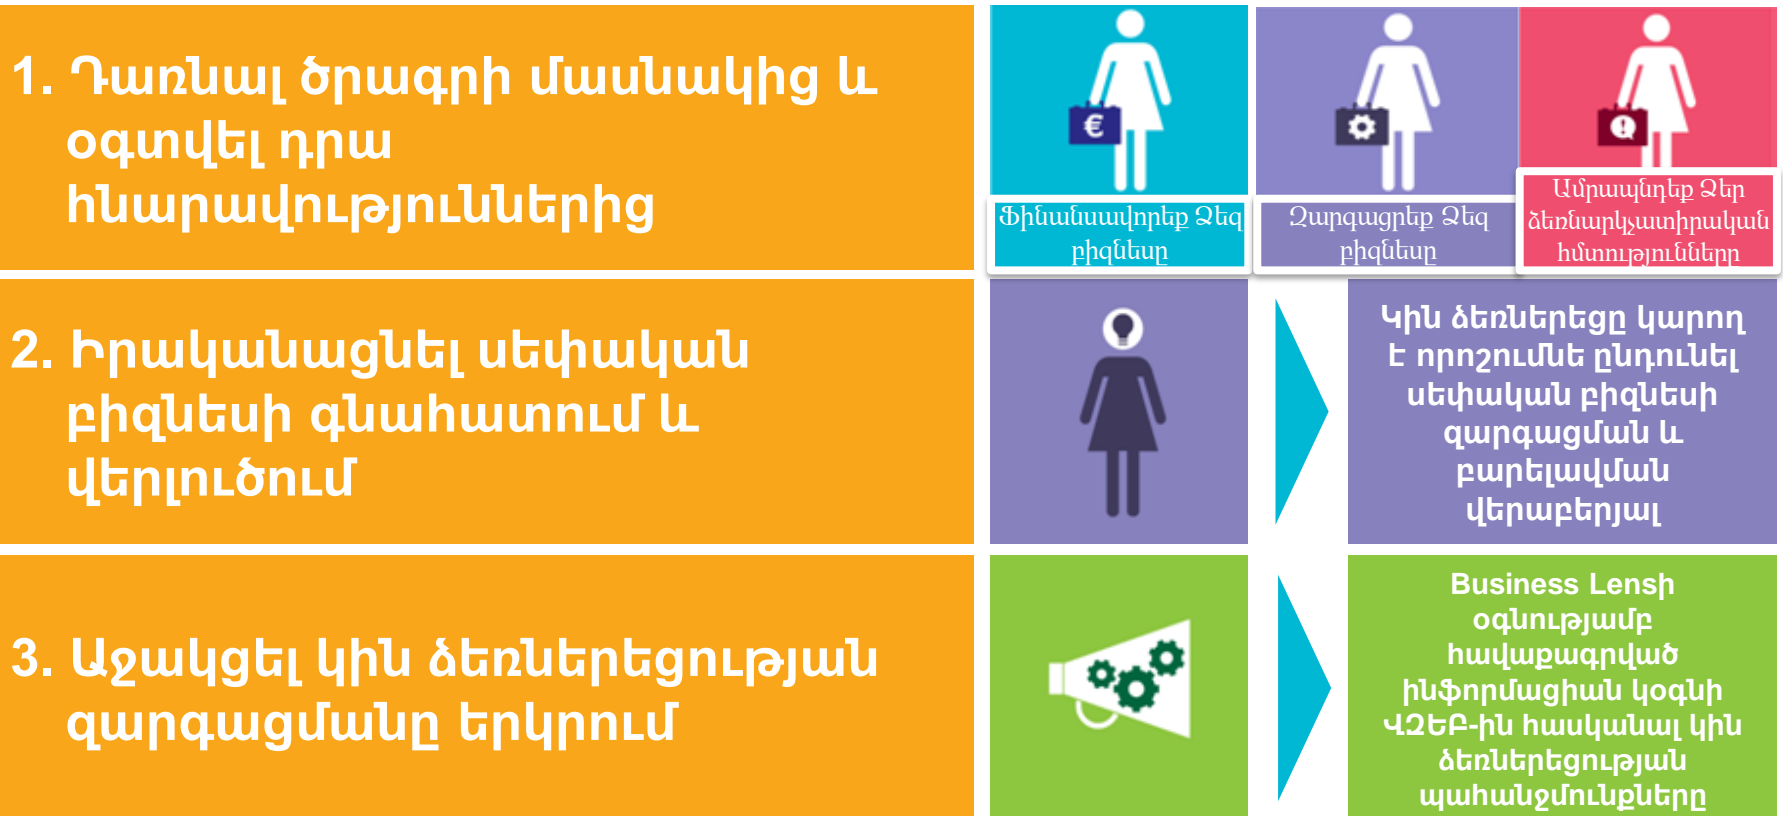 1. Դառնալ ծրագրի մասնակից և
օգտվել դրա
հնարավություններից
€
Ֆինանսավորեք Ձեզ
բիզնեսը
Զարգացրեք Ձեզ
բիզնեսը
Ամրապնդեք Ձեր
ձեռնարկչատիրական
հմտությունները
2. Իրականացնել սեփական
բիզնեսի գնահատում և
վերլուծում
Կին ձեռներեցը կարող
է որոշումնե ընդունել
սեփական բիզնեսի
զարգացման և
բարելավման
վերաբերյալ
3. Աջակցել կին ձեռներեցության
զարգացմանը երկրում
Business Lensի
օգնությամբ
հավաքագրված
ինֆորմացիան կօգնի
ՎԶԵԲ-ին հասկանալ կին
ձեռներեցության
պահանջմունքները